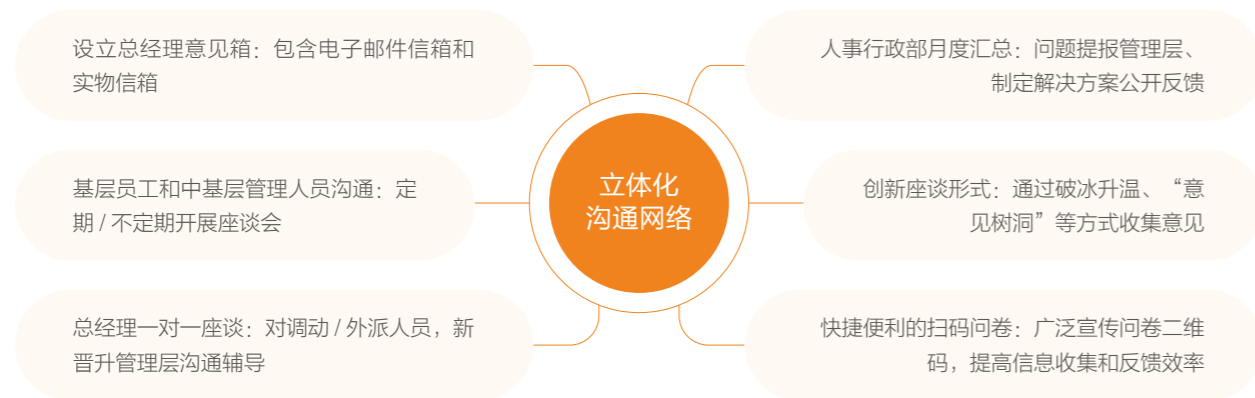 设立总经理意见箱：包含电子邮件信箱和
实物信箱
基层员工和中基层管理人员沟通：定
期 / 不定期开展座谈会
总经理一对一座谈：对调动 / 外派人员，新
晋升管理层沟通辅导
立体化
沟通网络
人事行政部月度汇总：问题提报管理层、
制定解决方案公开反馈
创新座谈形式：通过破冰升温、“意
见树洞”等方式收集意见
快捷便利的扫码问卷：广泛宣传问卷二维
码，提高信息收集和反馈效率